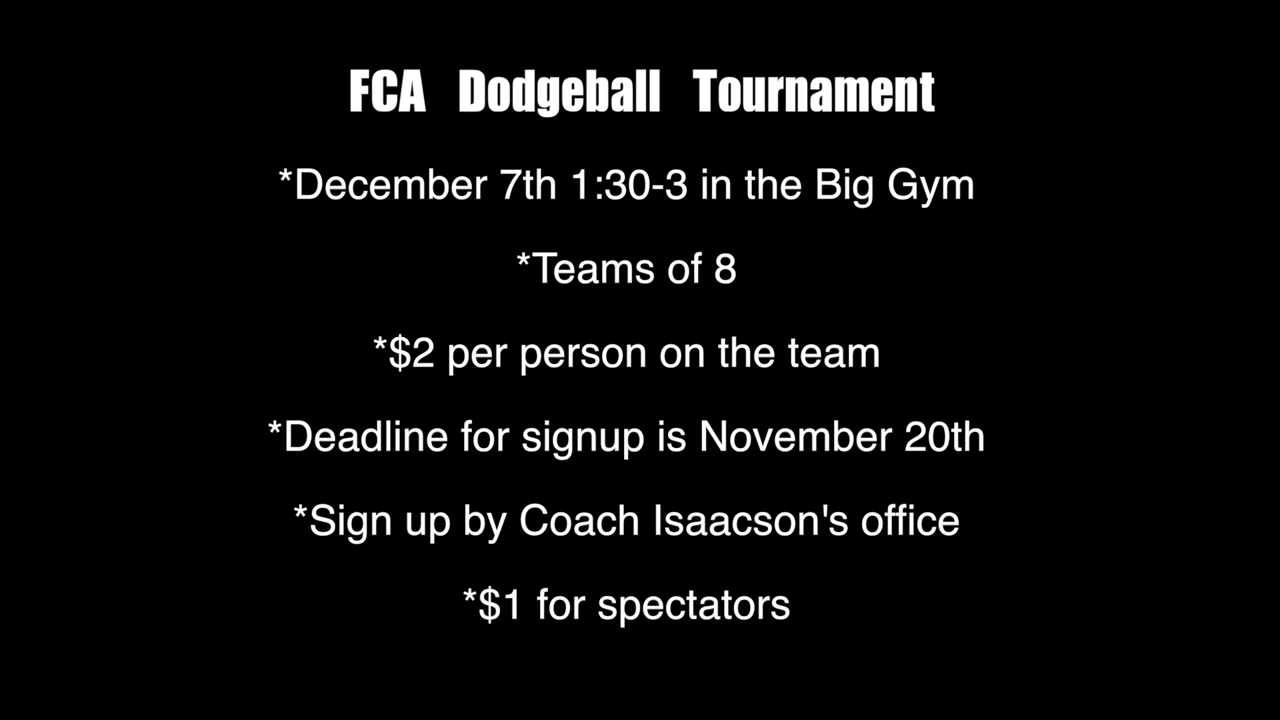 FCA Dodgeball Tournament
*December 7th 1:30-3 in the Big Gym
*Teams of 8
*$2 per person on the team
*Deadline for signup is November 20th
*Sign up by Coach Isaacson's office
*$1 for spectators